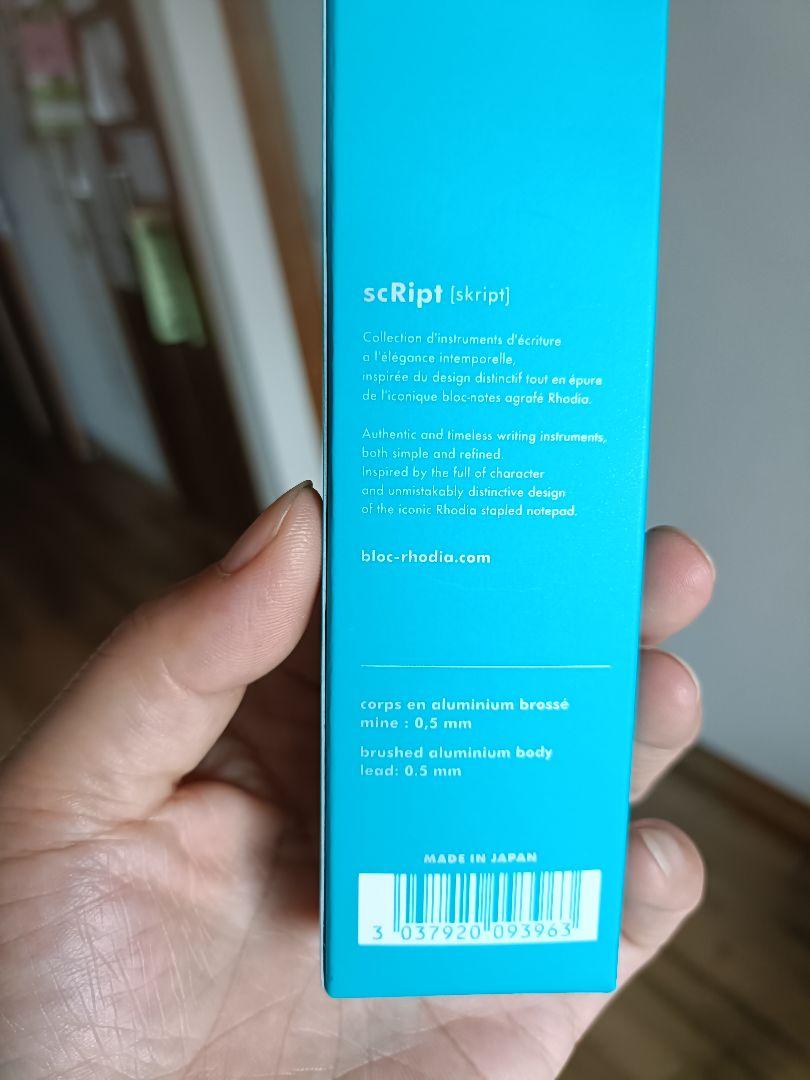 scRipt [skript]
Collection d'instruments d'écriture
a l'élégance intemporelle,
inspirée du design distinctif tout en épure
de l'iconique bloc-notes agrafé Rhodia.
Authentic and timeless writing instruments,
both simple and refined.
Inspired by the full of character
and unmistakably distinctive design
of the iconic Rhodia stapled notepad.
bloc-rhodia.com
corps en aluminium brossé
mine : 0,5 mm
brushed aluminium body
lead: 0.5 mm
MADE IN JAPAN
3 037920 093963